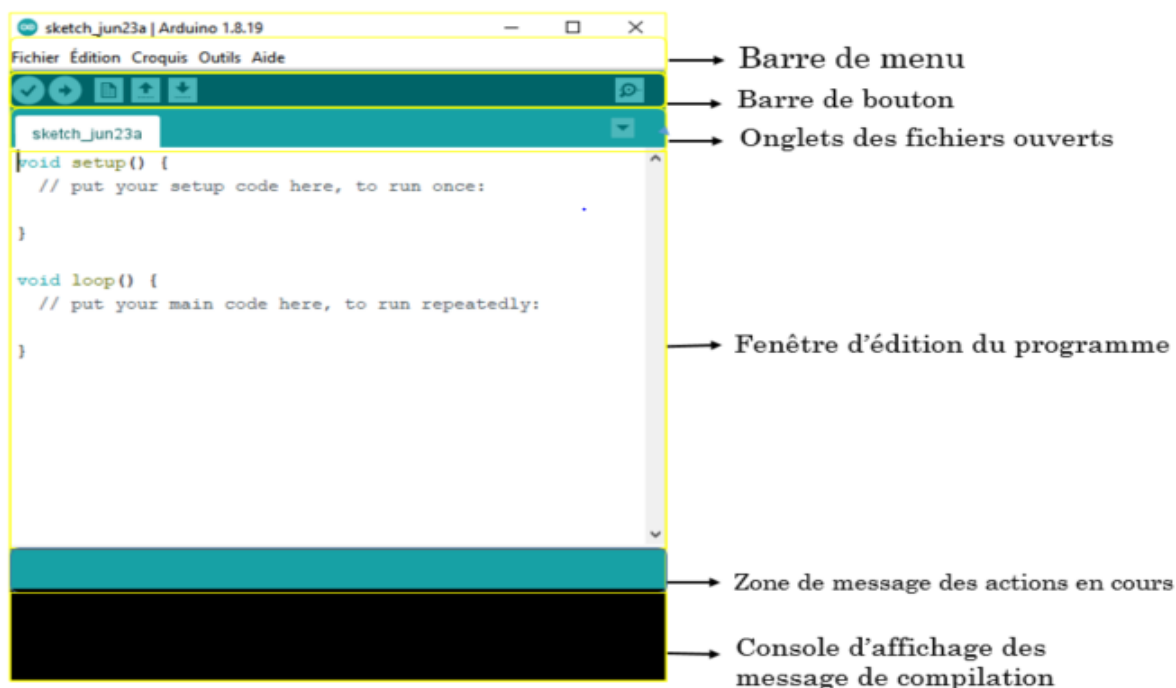 sketch_jun23a | Arduino 1.8.19
Fichier Édition Croquis Outils Aide
Barre de menu
Barre de bouton
sketch_jun23a
Onglets des fichiers ouverts
void setup() {
// put your setup code here, to run once:
}
void loop() {
// put your main code here, to run repeatedly:
}
Fenêtre d'édition du programme
Zone de message des actions en cours
Console d'affichage des
message de compilation